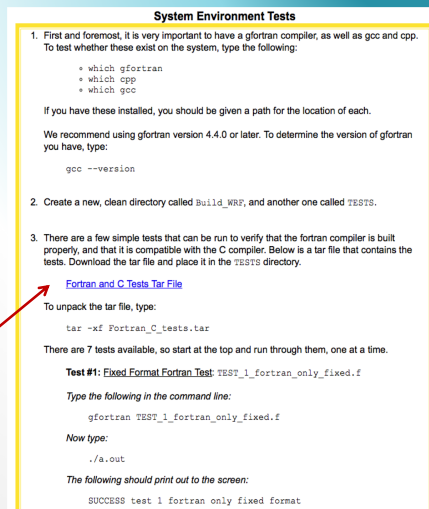 System Environment Tests
1. First and foremost, it is very important to have a gfortran compiler, as well as gcc and cpp.
To test whether these exist on the system, type the following:
◦ which gfortran
◦ which cpp
◦ which gcc
If you have these installed, you should be given a path for the location of each.
We recommend using gfortran version 4.4.0 or later. To determine the version of gfortran
you have, type:
gcc --version
2. Create a new, clean directory called Build_WRF, and another one called TESTS.
3. There are a few simple tests that can be run to verify that the fortran compiler is built
properly, and that it is compatible with the C compiler. Below is a tar file that contains the
tests. Download the tar file and place it in the TESTS directory.
Fortran and C Tests Tar File
To unpack the tar file, type:
tar -xf Fortran_C_tests.tar
There are 7 tests available, so start at the top and run through them, one at a time.
Test #1: Fixed Format Fortran Test: TEST_1_fortran_only_fixed.f
Type the following in the command line:
gfortran TEST_1_fortran_only_fixed.f
Now type:
./a.out
The following should print out to the screen:
SUCCESS test 1 fortran only fixed format